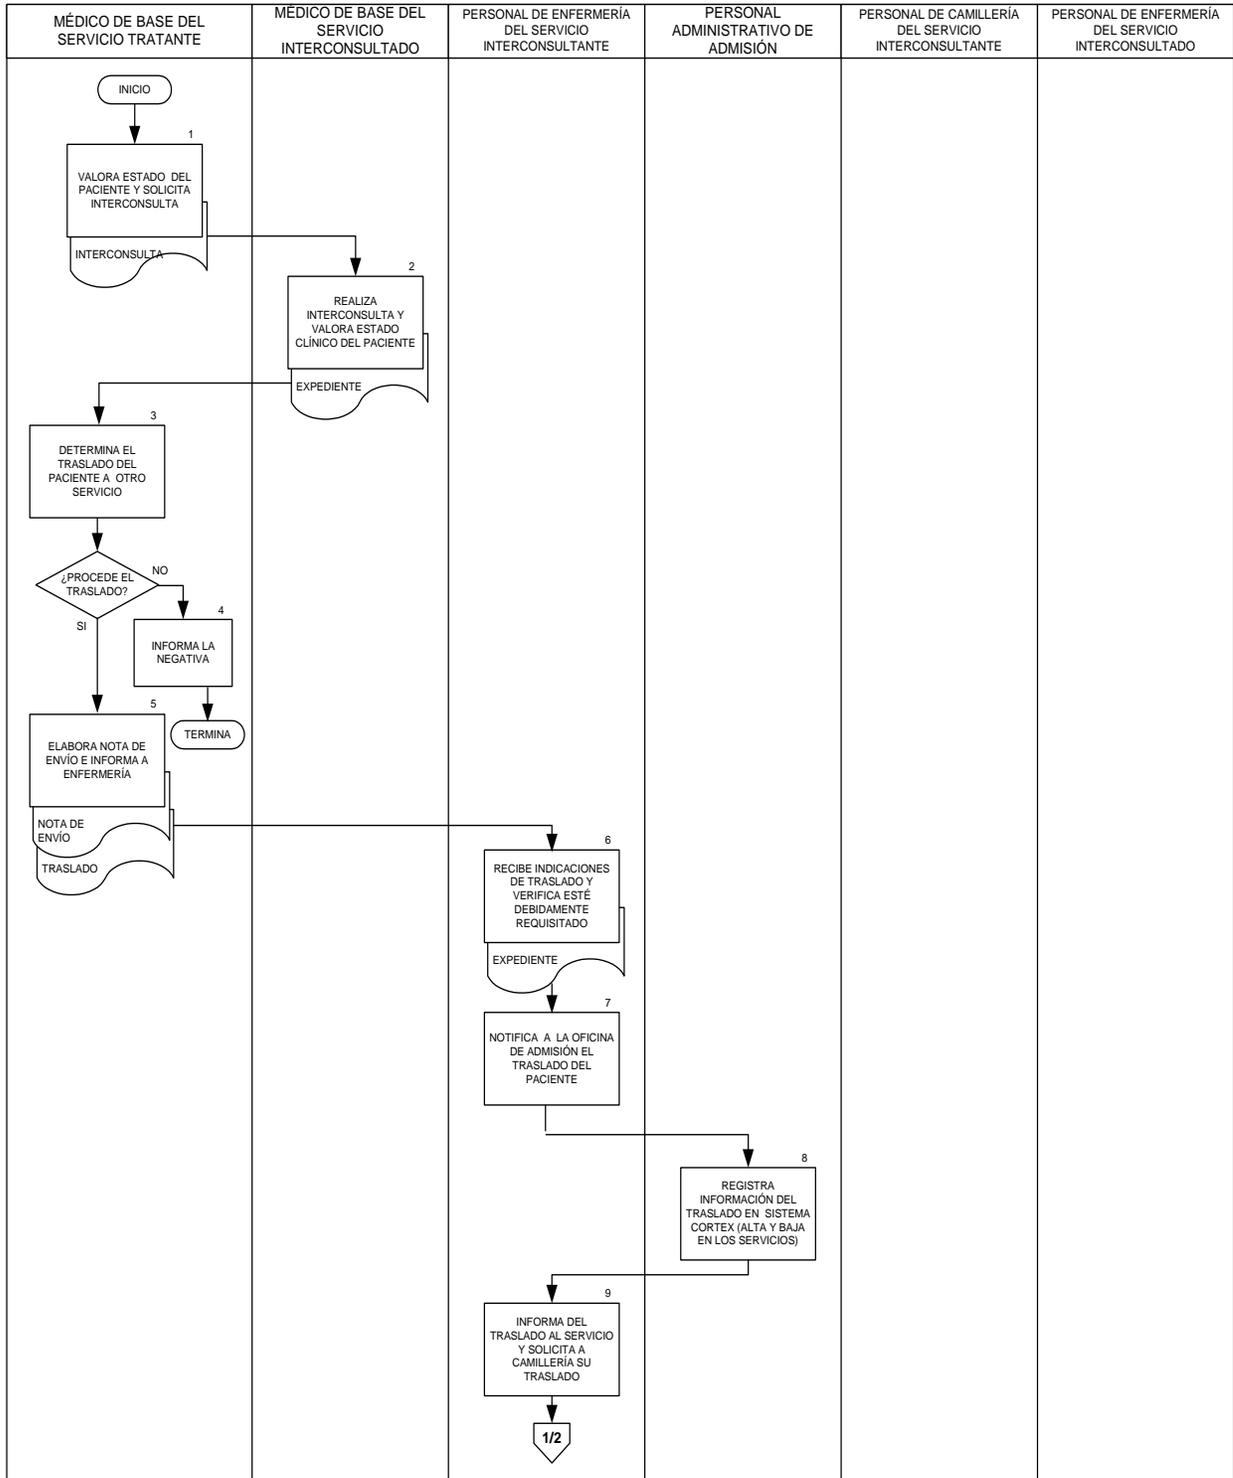 MÉDICO DE BASE DEL
SERVICIO TRATANTE
MÉDICO DE BASE DEL
SERVICIO
INTERCONSULTADO
PERSONAL DE ENFERMERÍA
DEL SERVICIO
INTERCONSULTANTE
PERSONAL
ADMINISTRATIVO DE
ADMISIÓN
PERSONAL DE CAMILLERÍA
DEL SERVICIO
INTERCONSULTANTE
PERSONAL DE ENFERMERÍA
DEL SERVICIO
INTERCONSULTADO
INICIO
1
VALORA ESTADO DEL
PACIENTE Y SOLICITA
INTERCONSULTA
INTERCONSULTA
2
REALIZA
INTERCONSULTA Y
VALORA ESTADO
CLÍNICO DEL PACIENTE
EXPEDIENTE
3
DETERMINA EL
TRASLADO DEL
PACIENTE A OTRO
SERVICIO
¿PROCEDE EL
TRASLADO?
NO
SI
4
INFORMA LA
NEGATIVA
TERMINA
5
ELABORA NOTA DE
ENVÍO E INFORMA A
ENFERMERÍA
NOTA DE
ENVÍO
TRASLADO
6
RECIBE INDICACIONES
DE TRASLADO Y
VERIFICA ESTÉ
DEBIDAMENTE
REQUISITADO
EXPEDIENTE
7
NOTIFICA A LA OFICINA
DE ADMISIÓN EL
TRASLADO DEL
PACIENTE
8
REGISTRA
INFORMACIÓN DEL
TRASLADO EN SISTEMA
CORTEX (ALTA Y BAJA
EN LOS SERVICIOS)
9
INFORMA DEL
TRASLADO AL SERVICIO
Y SOLICITA A
CAMILLERÍA SU
TRASLADO
1/2